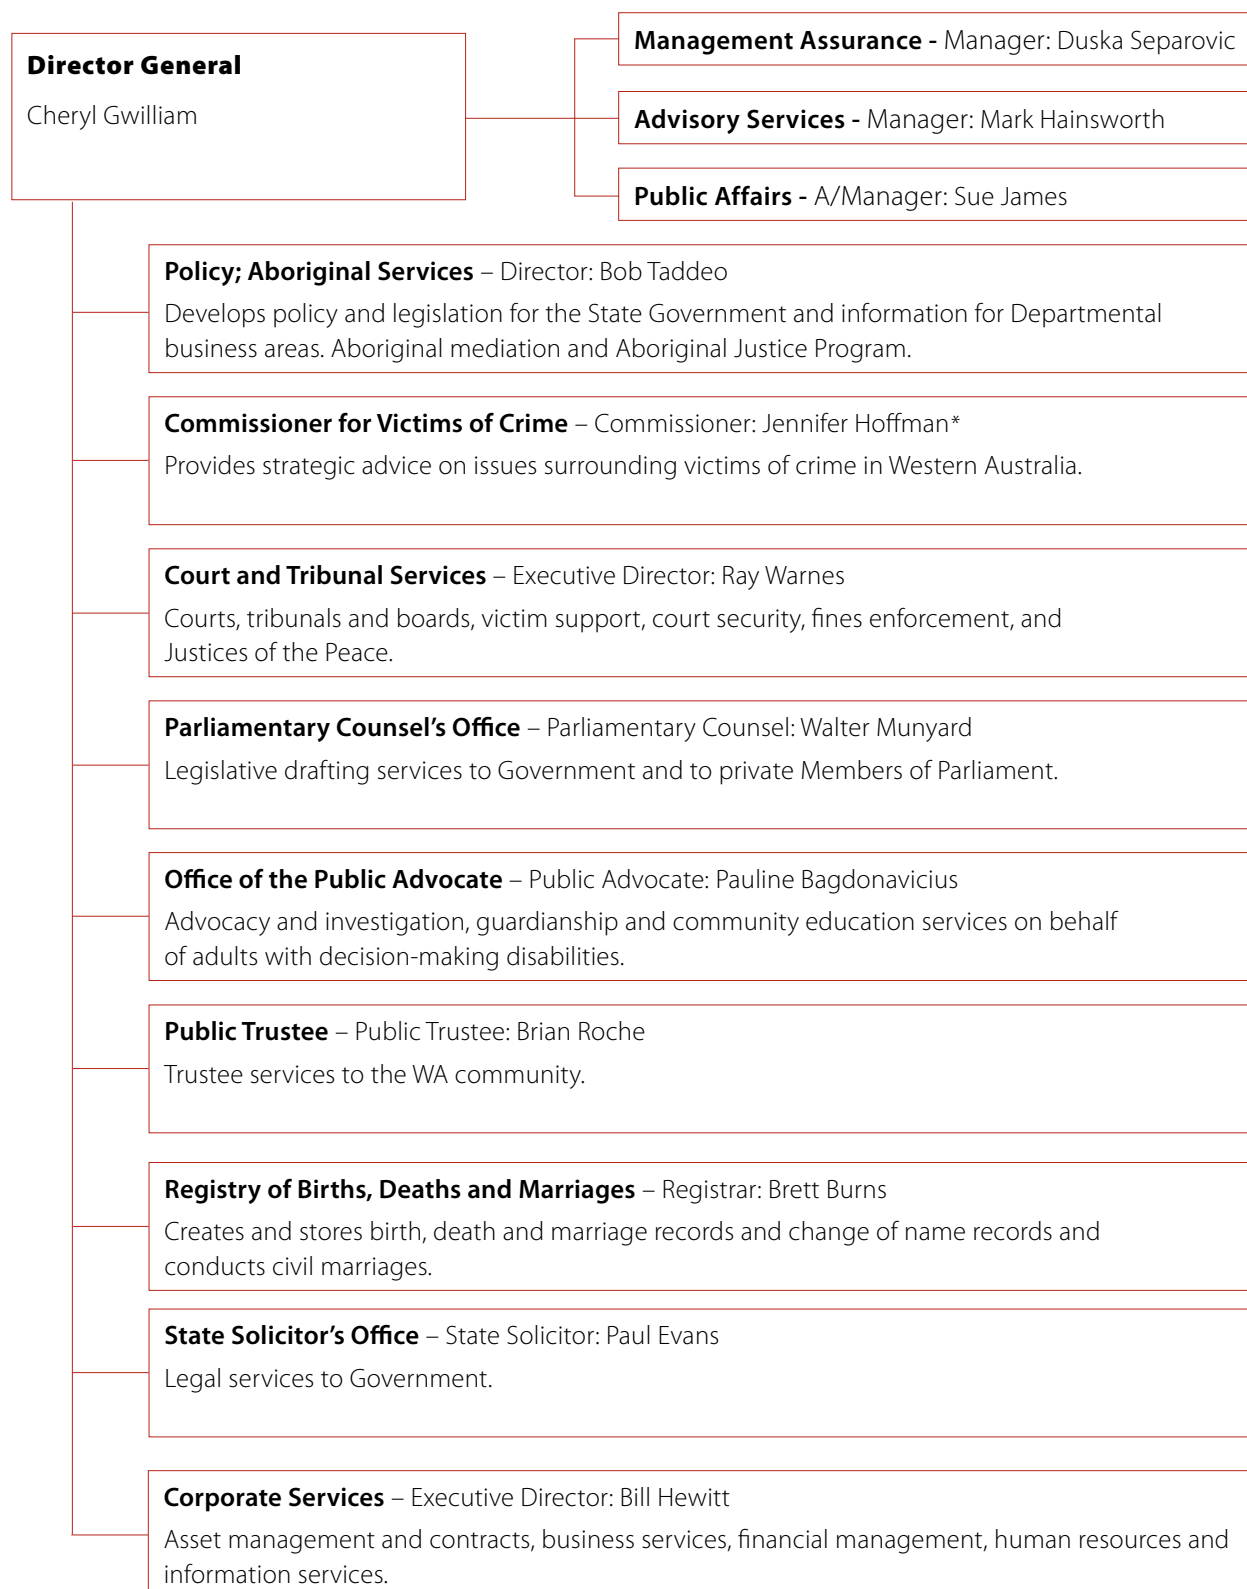 Director General
Cheryl Gwilliam
Management Assurance - Manager: Duska Separovic
Advisory Services - Manager: Mark Hainsworth
Public Affairs - A/Manager: Sue James
Policy; Aboriginal Services – Director: Bob Taddeo
Develops policy and legislation for the State Government and information for Departmental
business areas. Aboriginal mediation and Aboriginal Justice Program.
Commissioner for Victims of Crime – Commissioner: Jennifer Hoffman*
Provides strategic advice on issues surrounding victims of crime in Western Australia.
Court and Tribunal Services – Executive Director: Ray Warnes
Courts, tribunals and boards, victim support, court security, fines enforcement, and
Justices of the Peace.
Parliamentary Counsel's Office – Parliamentary Counsel: Walter Munyard
Legislative drafting services to Government and to private Members of Parliament.
Office of the Public Advocate – Public Advocate: Pauline Bagdonavicius
Advocacy and investigation, guardianship and community education services on behalf
of adults with decision-making disabilities.
Public Trustee – Public Trustee: Brian Roche
Trustee services to the WA community.
Registry of Births, Deaths and Marriages – Registrar: Brett Burns
Creates and stores birth, death and marriage records and change of name records and
conducts civil marriages.
State Solicitor's Office – State Solicitor: Paul Evans
Legal services to Government.
Corporate Services – Executive Director: Bill Hewitt
Asset management and contracts, business services, financial management, human resources and
information services.